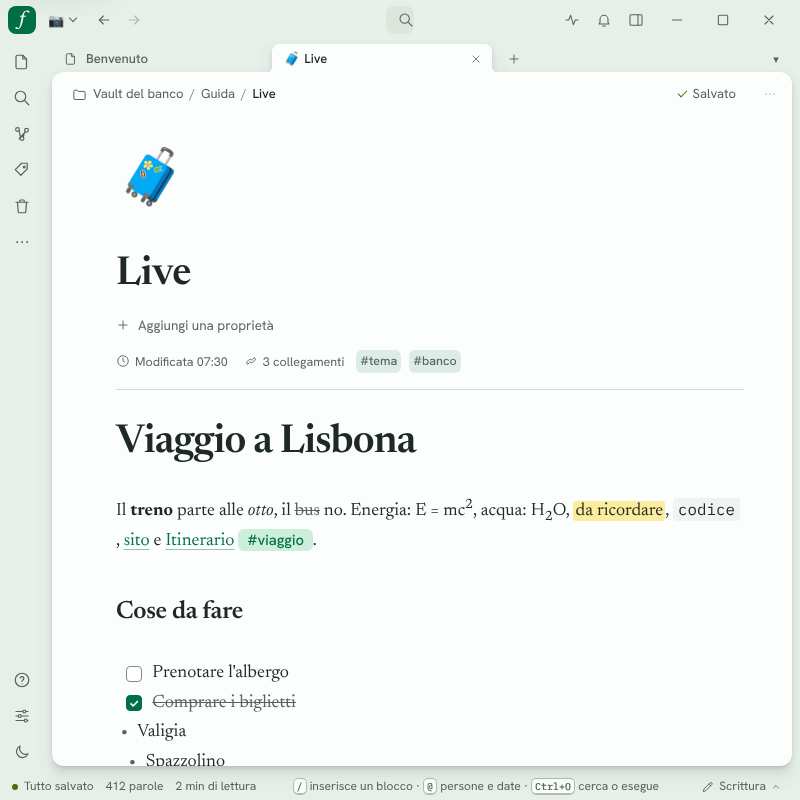 f
Benvenuto
Live
Vault del banco / Guida / Live
Salvato
Live
Aggiungi una proprietà
Modificata 07:30 3 collegamenti #tema #banco
Viaggio a Lisbona
Il treno parte alle otto, il bus no. Energia: E = mc², acqua: H₂O, da ricordare, codice
, sito e Itinerario #viaggio.
Cose da fare
Prenotare l'albergo
Comprare i biglietti
• Valigia
• Spazzolino
Tutto salvato 412 parole 2 min di lettura / inserisce un blocco · @ persone e date · Ctrl+O cerca o esegue Scrittura